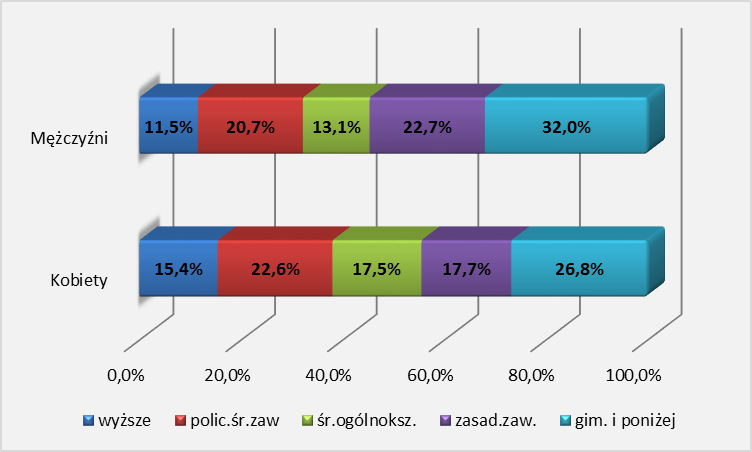 Mężczyźni
11,5% 20,7% 13,1% 22,7% 32,0%
Kobiety
15,4% 22,6% 17,5% 17,7% 26,8%
0,0% 20,0% 40,0% 60,0% 80,0% 100,0%
wyższe polic.śr.zaw śr.ogólnoksz. zasad.zaw. gim. i poniżej